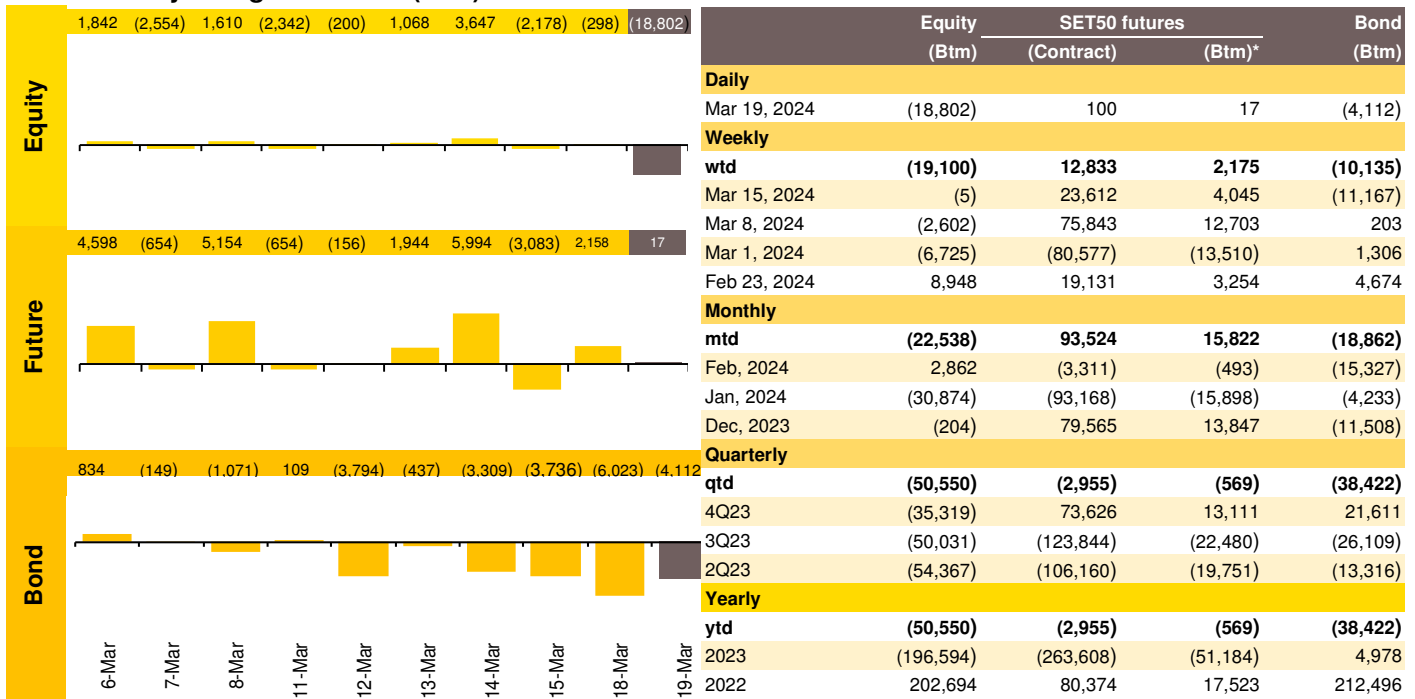 Equity
1,842 (2,554) 1,610 (2,342) (200) 1,068 3,647 (2,178) (298) (18,802)
Future
4,598 (654) 5,154 (654) (156) 1,944 5,994 (3,083) 2,158 17
Bond
834 (149) (1,071) 109 (3,794) (437) (3,309) (3,736) (6,023) (4,112
6-Mar 7-Mar 8-Mar 11-Mar 12-Mar 13-Mar 14-Mar 15-Mar 18-Mar 19-Mar
Equity SET50 futures Bond
(Btm) (Contract) (Btm)* (Btm)
Daily
Mar 19, 2024 (18,802) 100 17 (4,112)
Weekly
wtd (19,100) 12,833 2,175 (10,135)
Mar 15, 2024 (5) 23,612 4,045 (11,167)
Mar 8, 2024 (2,602) 75,843 12,703 203
Mar 1, 2024 (6,725) (80,577) (13,510) 1,306
Feb 23, 2024 8,948 19,131 3,254 4,674
Monthly
mtd (22,538) 93,524 15,822 (18,862)
Feb, 2024 2,862 (3,311) (493) (15,327)
Jan, 2024 (30,874) (93,168) (15,898) (4,233)
Dec, 2023 (204) 79,565 13,847 (11,508)
Quarterly
qtd (50,550) (2,955) (569) (38,422)
4Q23 (35,319) 73,626 13,111 21,611
3Q23 (50,031) (123,844) (22,480) (26,109)
2Q23 (54,367) (106,160) (19,751) (13,316)
Yearly
ytd (50,550) (2,955) (569) (38,422)
2023 (196,594) (263,608) (51,184) 4,978
2022 202,694 80,374 17,523 212,496